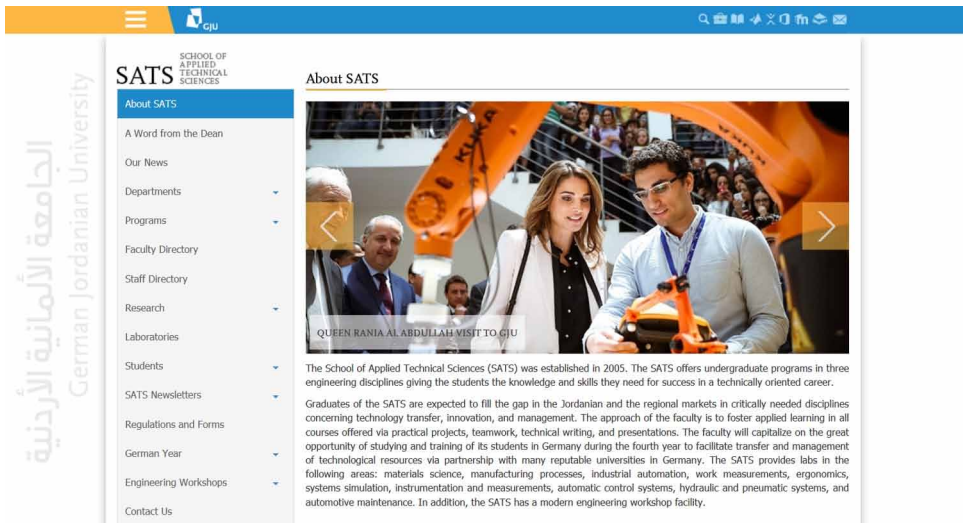 GJU
SCHOOL OF
APPLIED
TECHNICAL
SCIENCES
SATS
About SATS
A Word from the Dean
Our News
Departments
Programs
Faculty Directory
Staff Directory
Research
Laboratories
Students
SATS Newsletters
Regulations and Forms
German Year
Engineering Workshops
Contact Us
الجامعة الألمانية الأردنية
German Jordanian University
About SATS
KUKA
KUKA
QUEEN RANIA AL ABDULLAH VISIT TO GJU
The School of Applied Technical Sciences (SATS) was established in 2005. The SATS offers undergraduate programs in three
engineering disciplines giving the students the knowledge and skills they need for success in a technically oriented career.
Graduates of the SATS are expected to fill the gap in the Jordanian and the regional markets in critically needed disciplines
concerning technology transfer, innovation, and management. The approach of the faculty is to foster applied learning in all
courses offered via practical projects, teamwork, technical writing, and presentations. The faculty will capitalize on the great
opportunity of studying and training of its students in Germany during the fourth year to facilitate transfer and management
of technological resources via partnership with many reputable universities in Germany. The SATS provides labs in the
following areas: materials science, manufacturing processes, industrial automation, work measurements, ergonomics,
systems simulation, instrumentation and measurements, automatic control systems, hydraulic and pneumatic systems, and
automotive maintenance. In addition, the SATS has a modern engineering workshop facility.